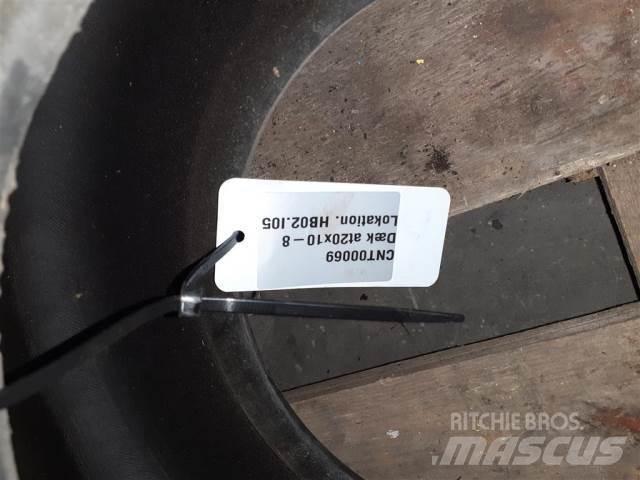 CNT00069
Dæk at20x10-8
Lokation. HB02.I05
RITCHIE BROS.
MASCUS